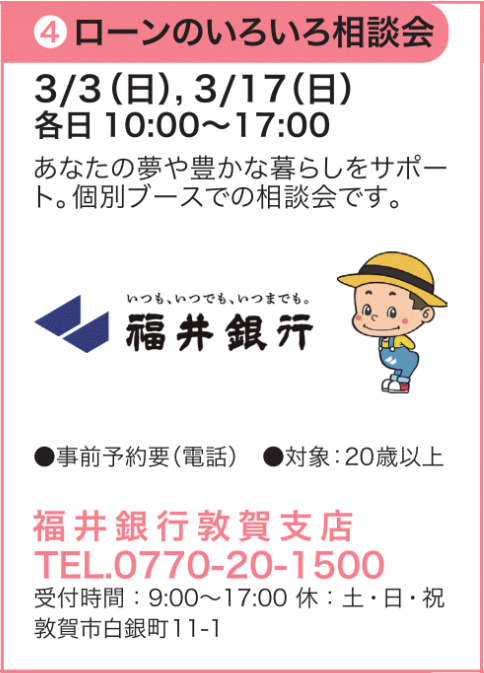 4 ローンのいろいろ相談会
3/3（日），3/17（日）
各日 10:00〜17:00
あなたの夢や豊かな暮らしをサポー
ト。個別ブースでの相談会です。
いつも、いつでも、いつまでも。
福井銀行
●事前予約要（電話） ●対象：20歳以上
福井銀行敦賀支店
TEL.0770-20-1500
受付時間：9:00〜17:00 休：土・日・祝
敦賀市白銀町11-1